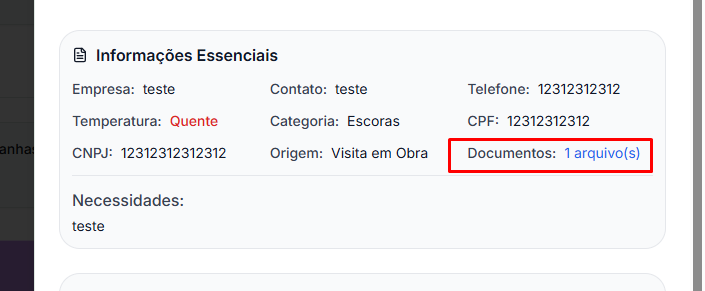 Informações Essenciais
Empresa: teste Contato: teste Telefone: 12312312312
Temperatura: Quente Categoria: Escoras CPF: 12312312312
anhas
CNPJ: 12312312312312 Origem: Visita em Obra Documentos: 1 arquivo(s)
Necessidades:
teste